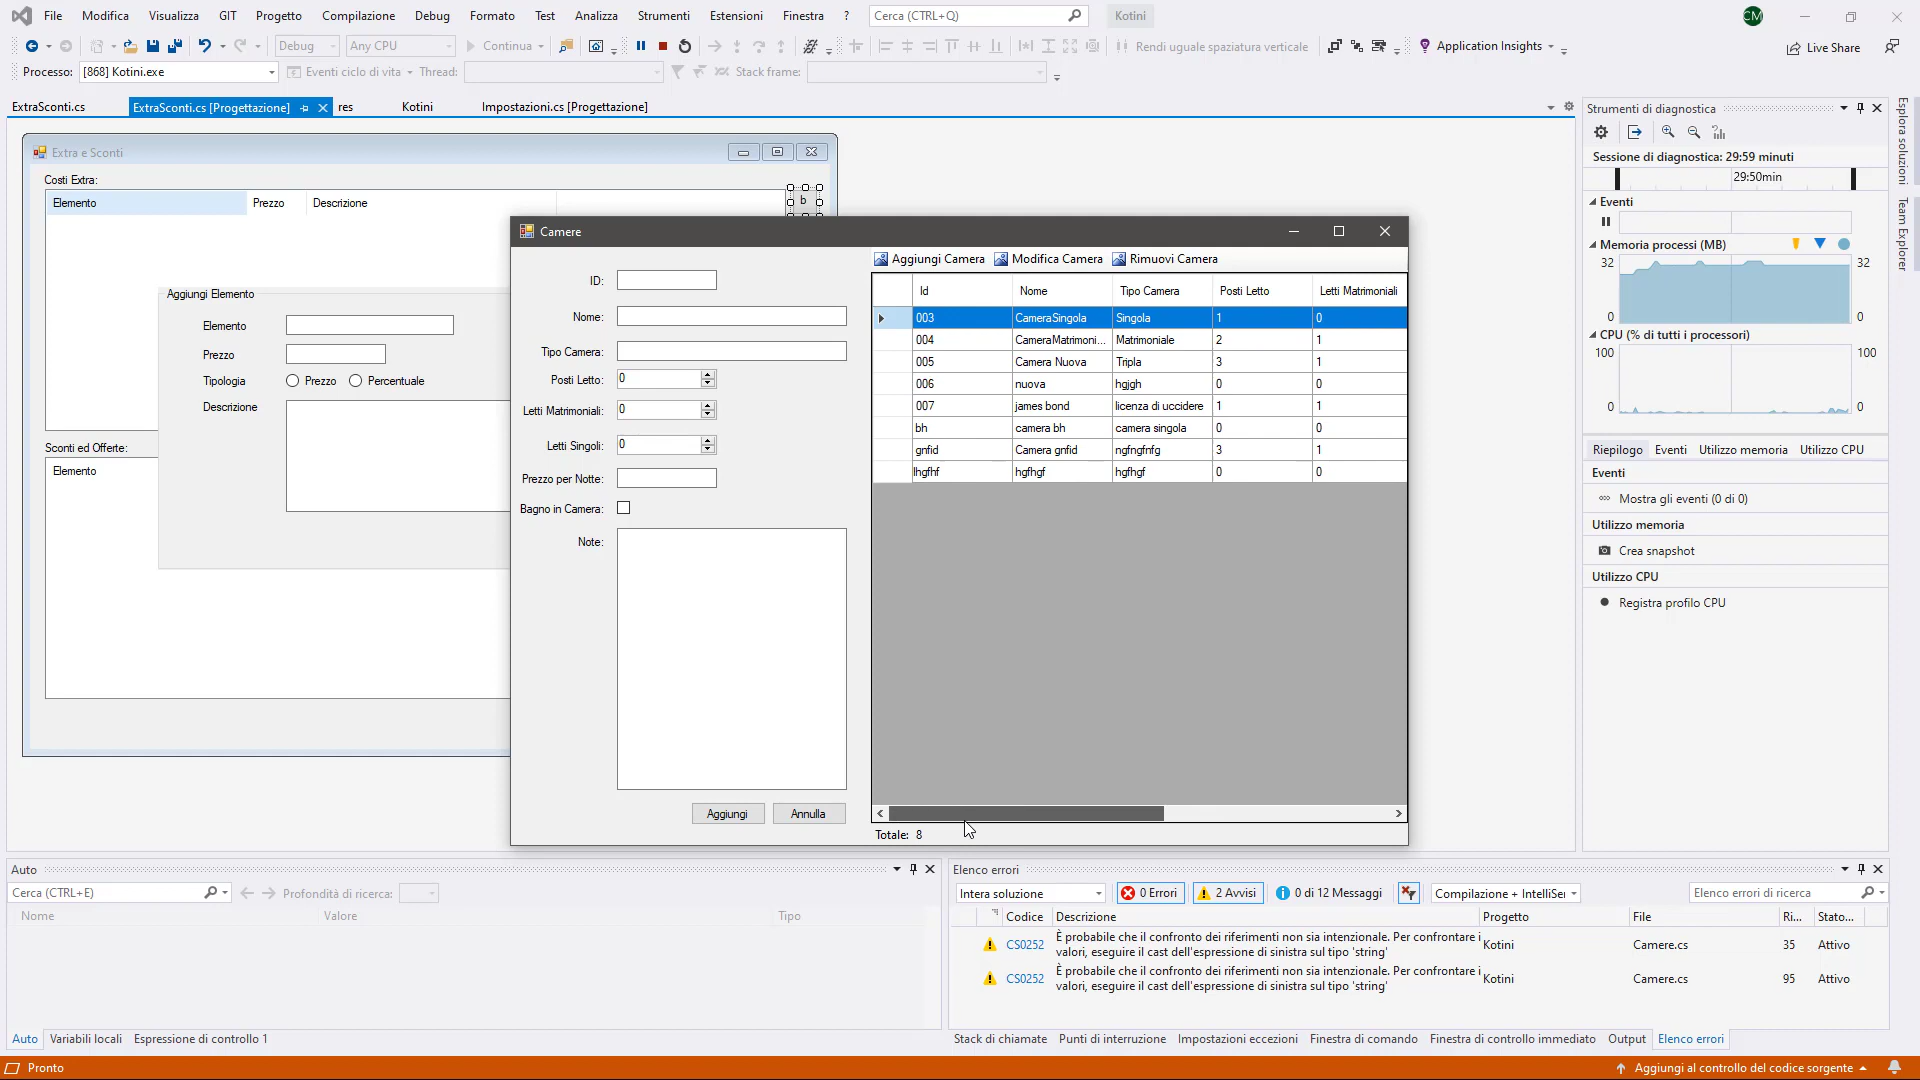 File Modifica Visualizza GIT Progetto Compilazione Debug Formato Test Analizza Strumenti Estensioni Finestra ? Cerca (CTRL+Q) Kotini CM
Debug Any CPU Continua Rendi uguale spaziatura verticale Application Insights Live Share
Processo: [868] Kotini.exe Eventi ciclo di vita Thread: Stack frame:
ExtraSconti.cs ExtraSconti.cs [Progettazione] res Kotini Impostazioni.cs [Progettazione]
Extra e Sconti
Costi Extra:
Elemento Prezzo Descrizione b
Aggiungi Elemento
Elemento
Prezzo
Tipologia Prezzo Percentuale
Descrizione
Sconti ed Offerte:
Elemento
Camere
ID:
Nome:
Tipo Camera:
Posti Letto: 0
Letti Matrimoniali: 0
Letti Singoli: 0
Prezzo per Notte:
Bagno in Camera:
Note:
Aggiungi Annulla
Aggiungi Camera Modifica Camera Rimuovi Camera
Id Nome Tipo Camera Posti Letto Letti Matrimoniali
003 CameraSingola Singola 1 0
004 CameraMatrimoni... Matrimoniale 2 1
005 Camera Nuova Tripla 3 1
006 nuova hgjgh 0 0
007 james bond licenza di uccidere 1 1
bh camera bh camera singola 0 0
gnfid Camera gnfid ngfngfnfg 3 1
lhgfhf hgfhgf hgfhgf 0 0
Totale: 8
Strumenti di diagnostica
Sessione di diagnostica: 29:59 minuti
29:50min
Eventi
Memoria processi (MB)
32 32
0 0
CPU (% di tutti i processori)
100 100
0 0
Riepilogo Eventi Utilizzo memoria Utilizzo CPU
Eventi
Mostra gli eventi (0 di 0)
Utilizzo memoria
Crea snapshot
Utilizzo CPU
Registra profilo CPU
Esplora soluzioni
Team Explorer
Auto
Cerca (CTRL+E) Profondità di ricerca:
Nome Valore Tipo
Auto Variabili locali Espressione di controllo 1
Elenco errori
Intera soluzione 0 Errori 2 Avvisi 0 di 12 Messaggi Compilazione + IntelliSer Elenco errori di ricerca
Codice Descrizione Progetto File Ri... Stato...
CS0252 È probabile che il confronto dei riferimenti non sia intenzionale. Per confrontare i Kotini Camere.cs 35 Attivo
valori, eseguire il cast dell'espressione di sinistra sul tipo 'string'
CS0252 È probabile che il confronto dei riferimenti non sia intenzionale. Per confrontare i Kotini Camere.cs 95 Attivo
valori, eseguire il cast dell'espressione di sinistra sul tipo 'string'
Stack di chiamate Punti di interruzione Impostazioni eccezioni Finestra di comando Finestra di controllo immediato Output Elenco errori
Pronto Aggiungi al controllo del codice sorgente